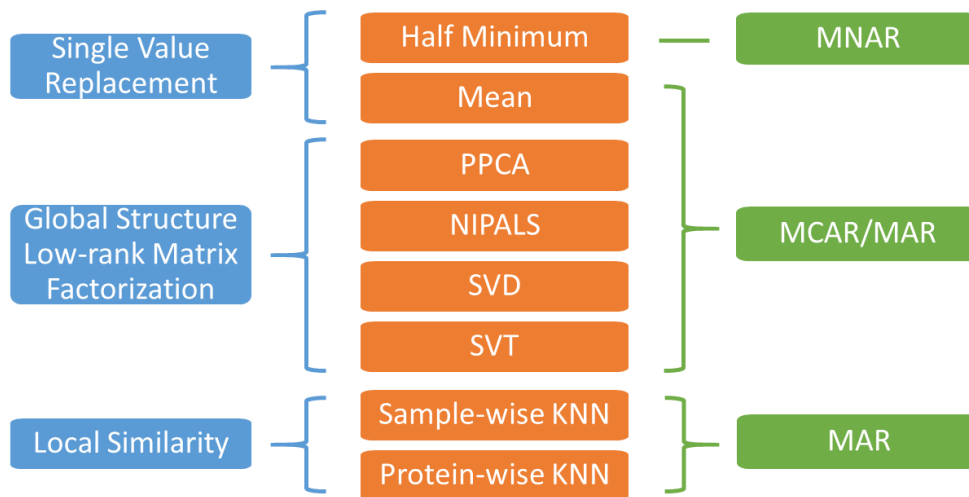 Single Value
Replacement
Half Minimum
MNAR
Mean
PPCA
Global Structure
Low-rank Matrix
Factorization
NIPALS
MCAR/MAR
SVD
SVT
Local Similarity
Sample-wise KNN
Protein-wise KNN
MAR